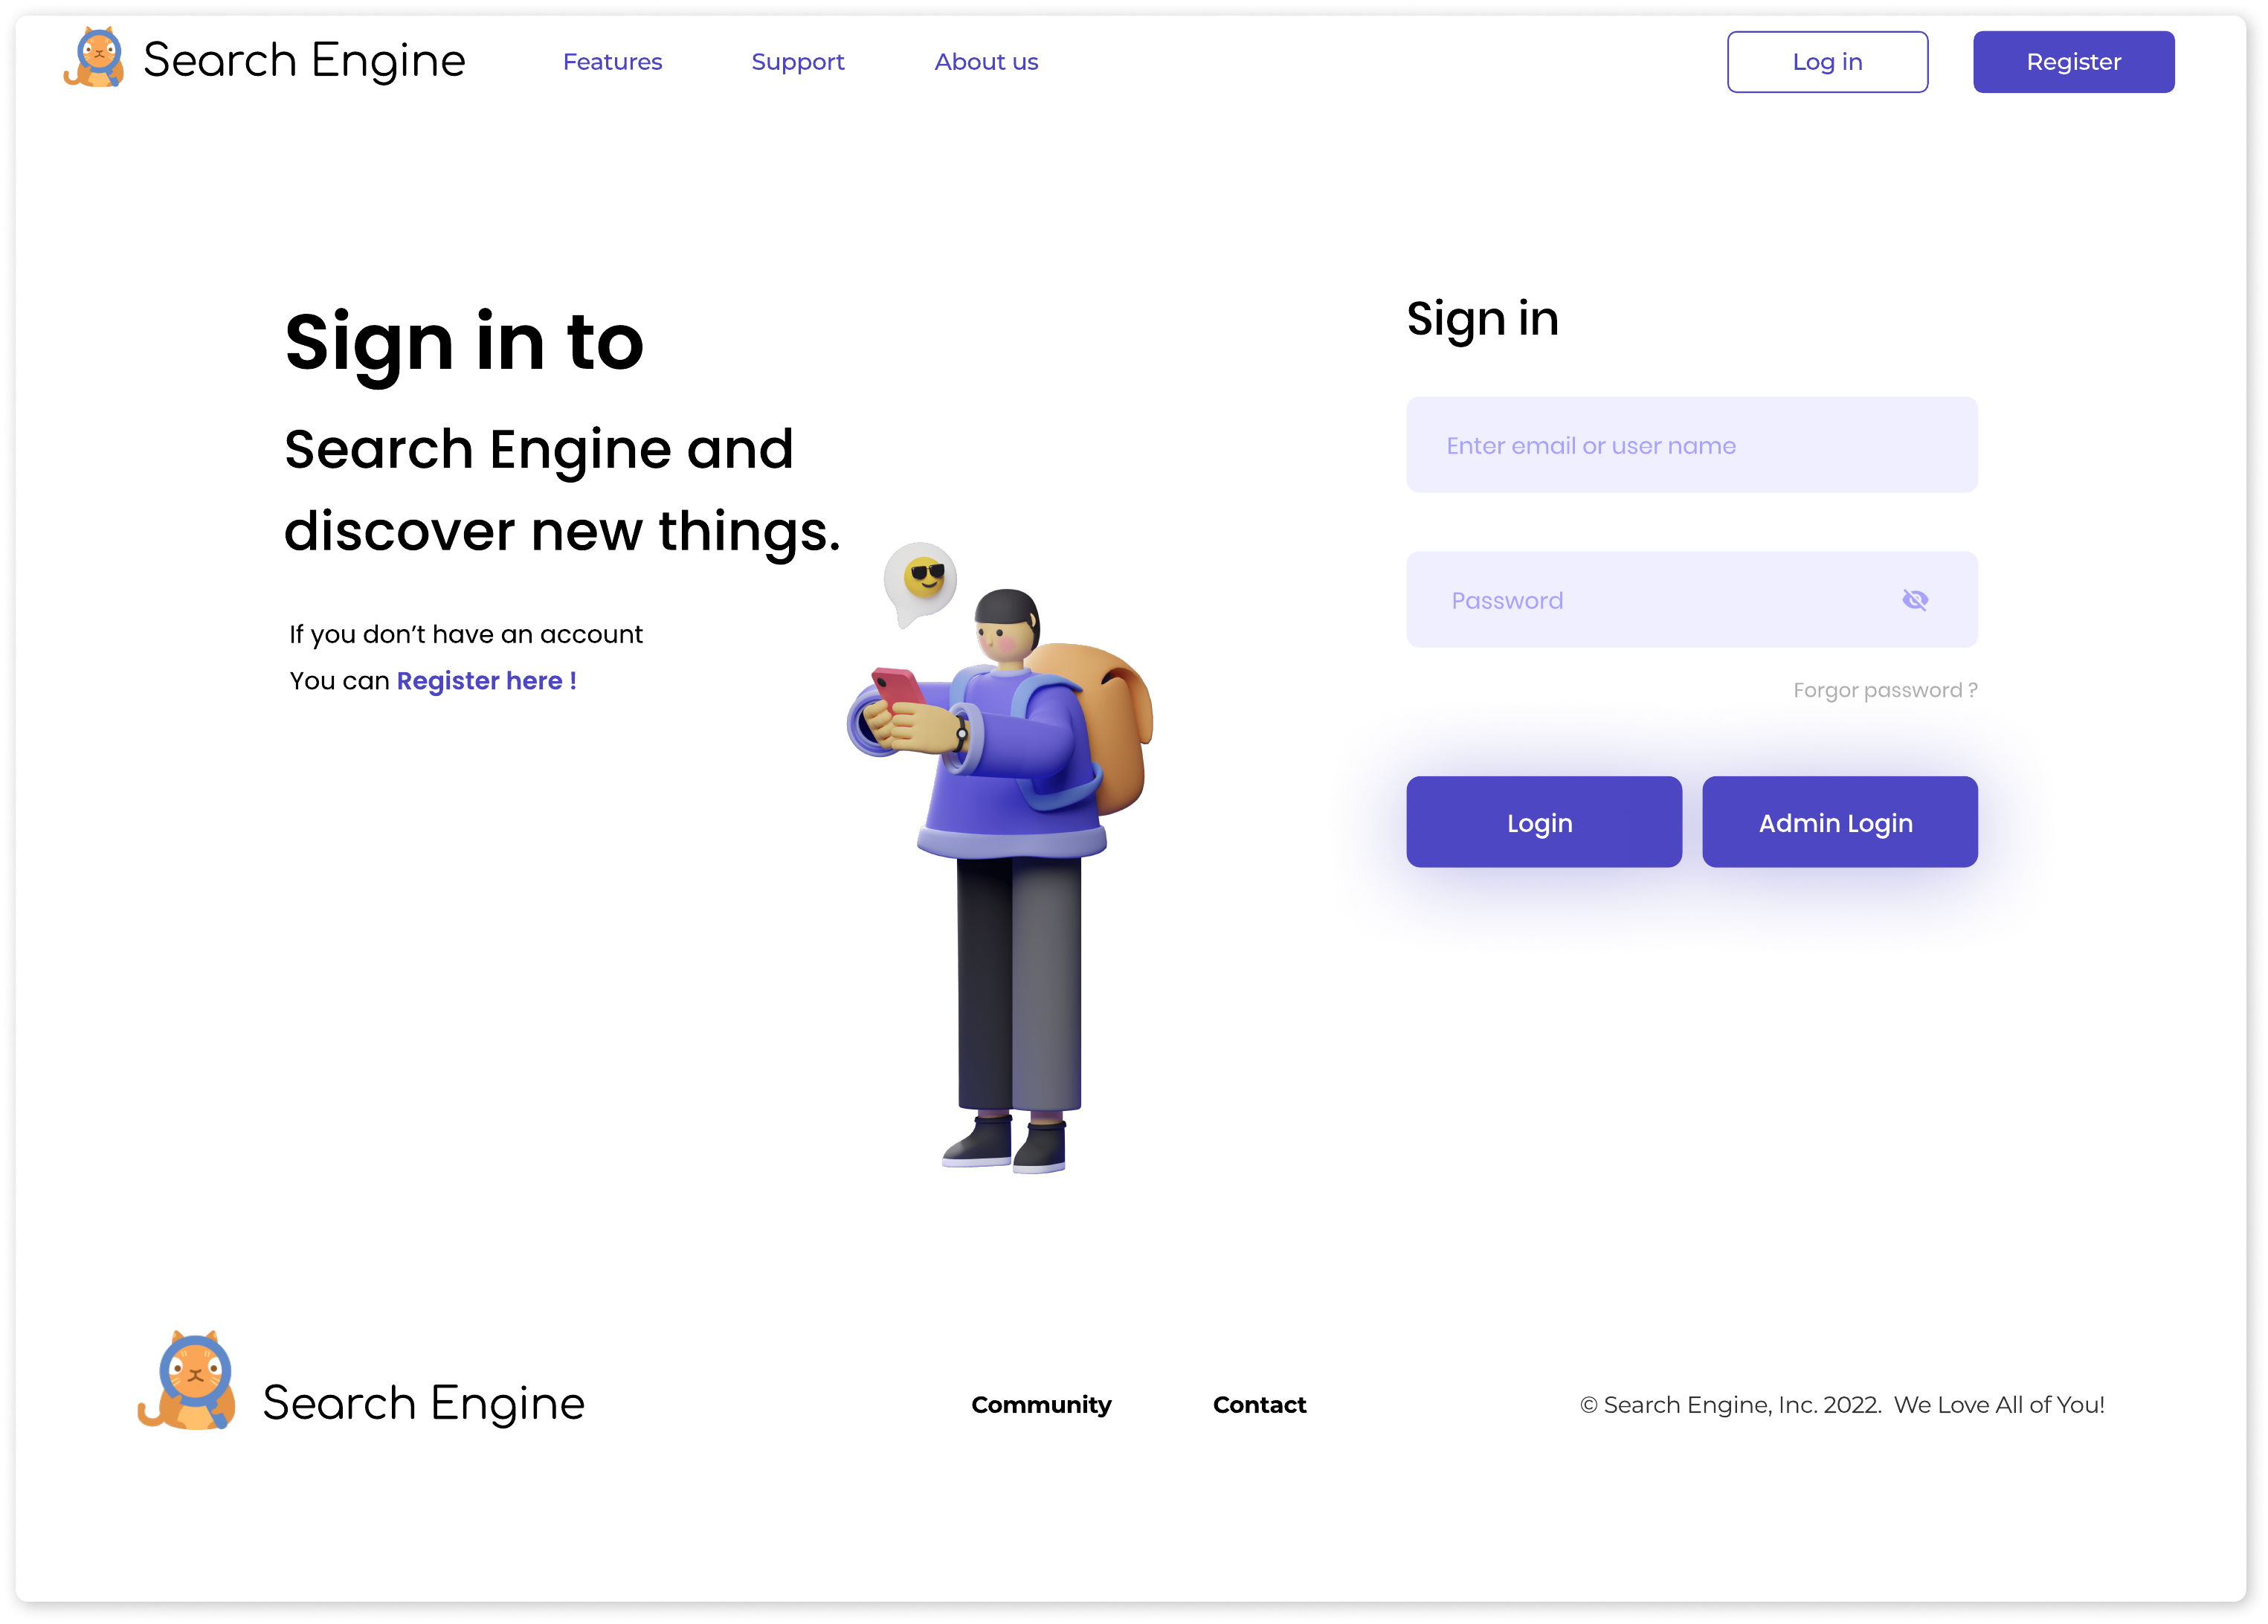 Search Engine
Features
Support
About us
Log in
Register
Sign in to
Search Engine and
discover new things.
If you don’t have an account
You can Register here !
Sign in
Enter email or user name
Password
Forgor password ?
Login
Admin Login
Search Engine
Community
Contact
© Search Engine, Inc. 2022.  We Love All of You!